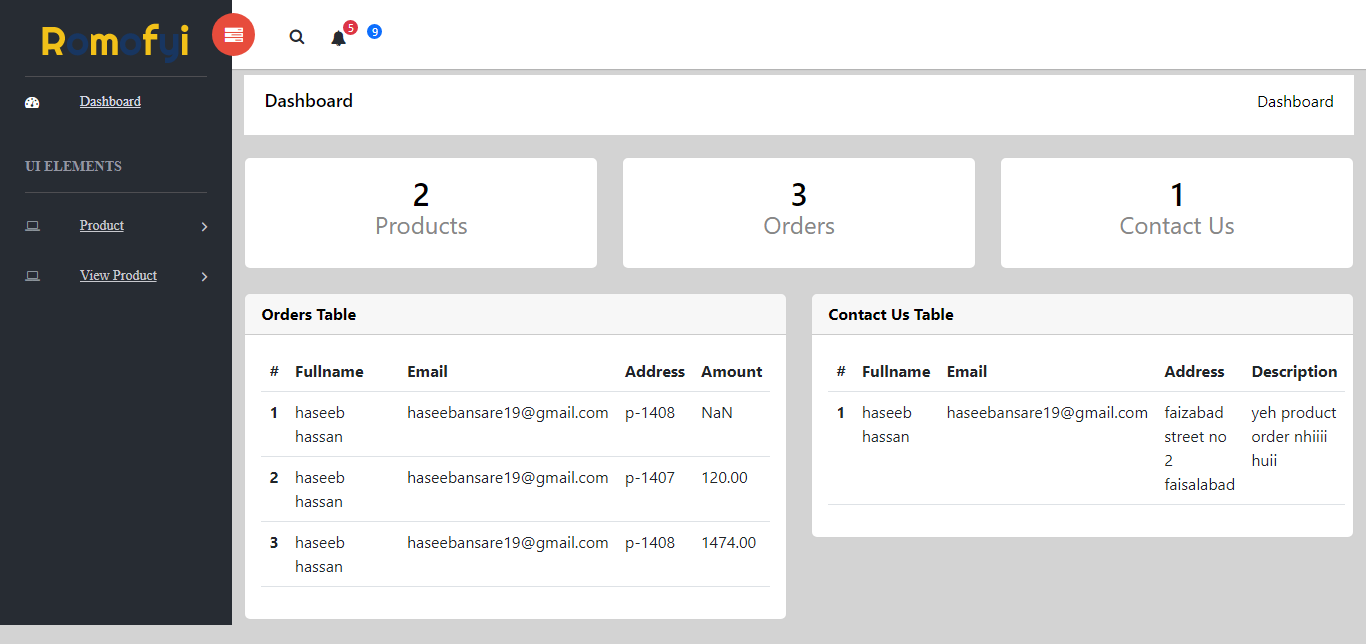 Romofyi
5
9
Dashboard
Dashboard
Dashboard
UI ELEMENTS
Product
View Product
2
Products
3
Orders
1
Contact Us
Orders Table
# Fullname Email Address Amount
1 haseeb haseebansare19@gmail.com p-1408 NaN
hassan
2 haseeb haseebansare19@gmail.com p-1407 120.00
hassan
3 haseeb haseebansare19@gmail.com p-1408 1474.00
hassan
Contact Us Table
# Fullname Email Address Description
1 haseeb haseebansare19@gmail.com faizabad yeh product
hassan street no order nhiiii
2 huii
faisalabad